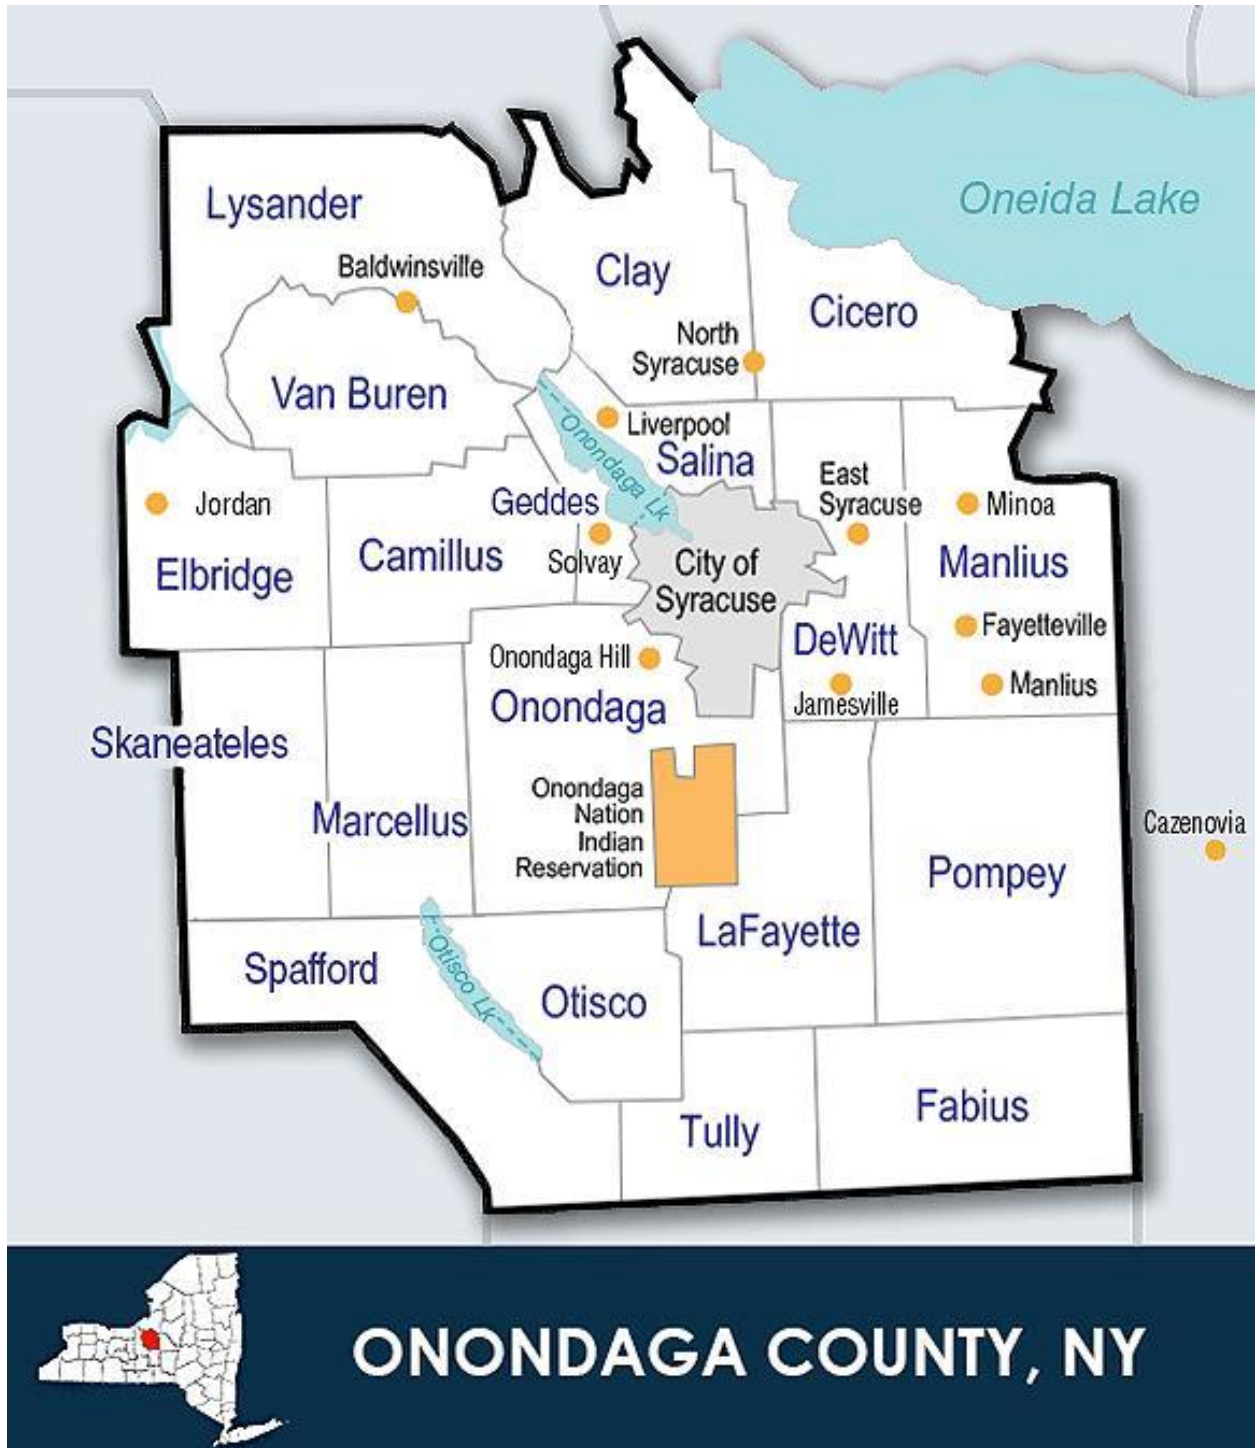 Oneida Lake
Lysander
Baldwinsville
Clay
Cicero
North
Syracuse
Van Buren
Liverpool
Onondaga Lk
Salina
East
Syracuse
Jordan
Geddes
Minoa
Camillus
Solvay
City of
Syracuse
Manlius
Elbridge
Fayetteville
DeWitt
Onondaga Hill
Manlius
Jamesville
Onondaga
Skaneateles
Onondaga
Nation
Indian
Reservation
Marcellus
Cazenovia
Pompey
LaFayette
Spafford
Otisco Lk
Otisco
Fabius
Tully
ONONDAGA COUNTY, NY